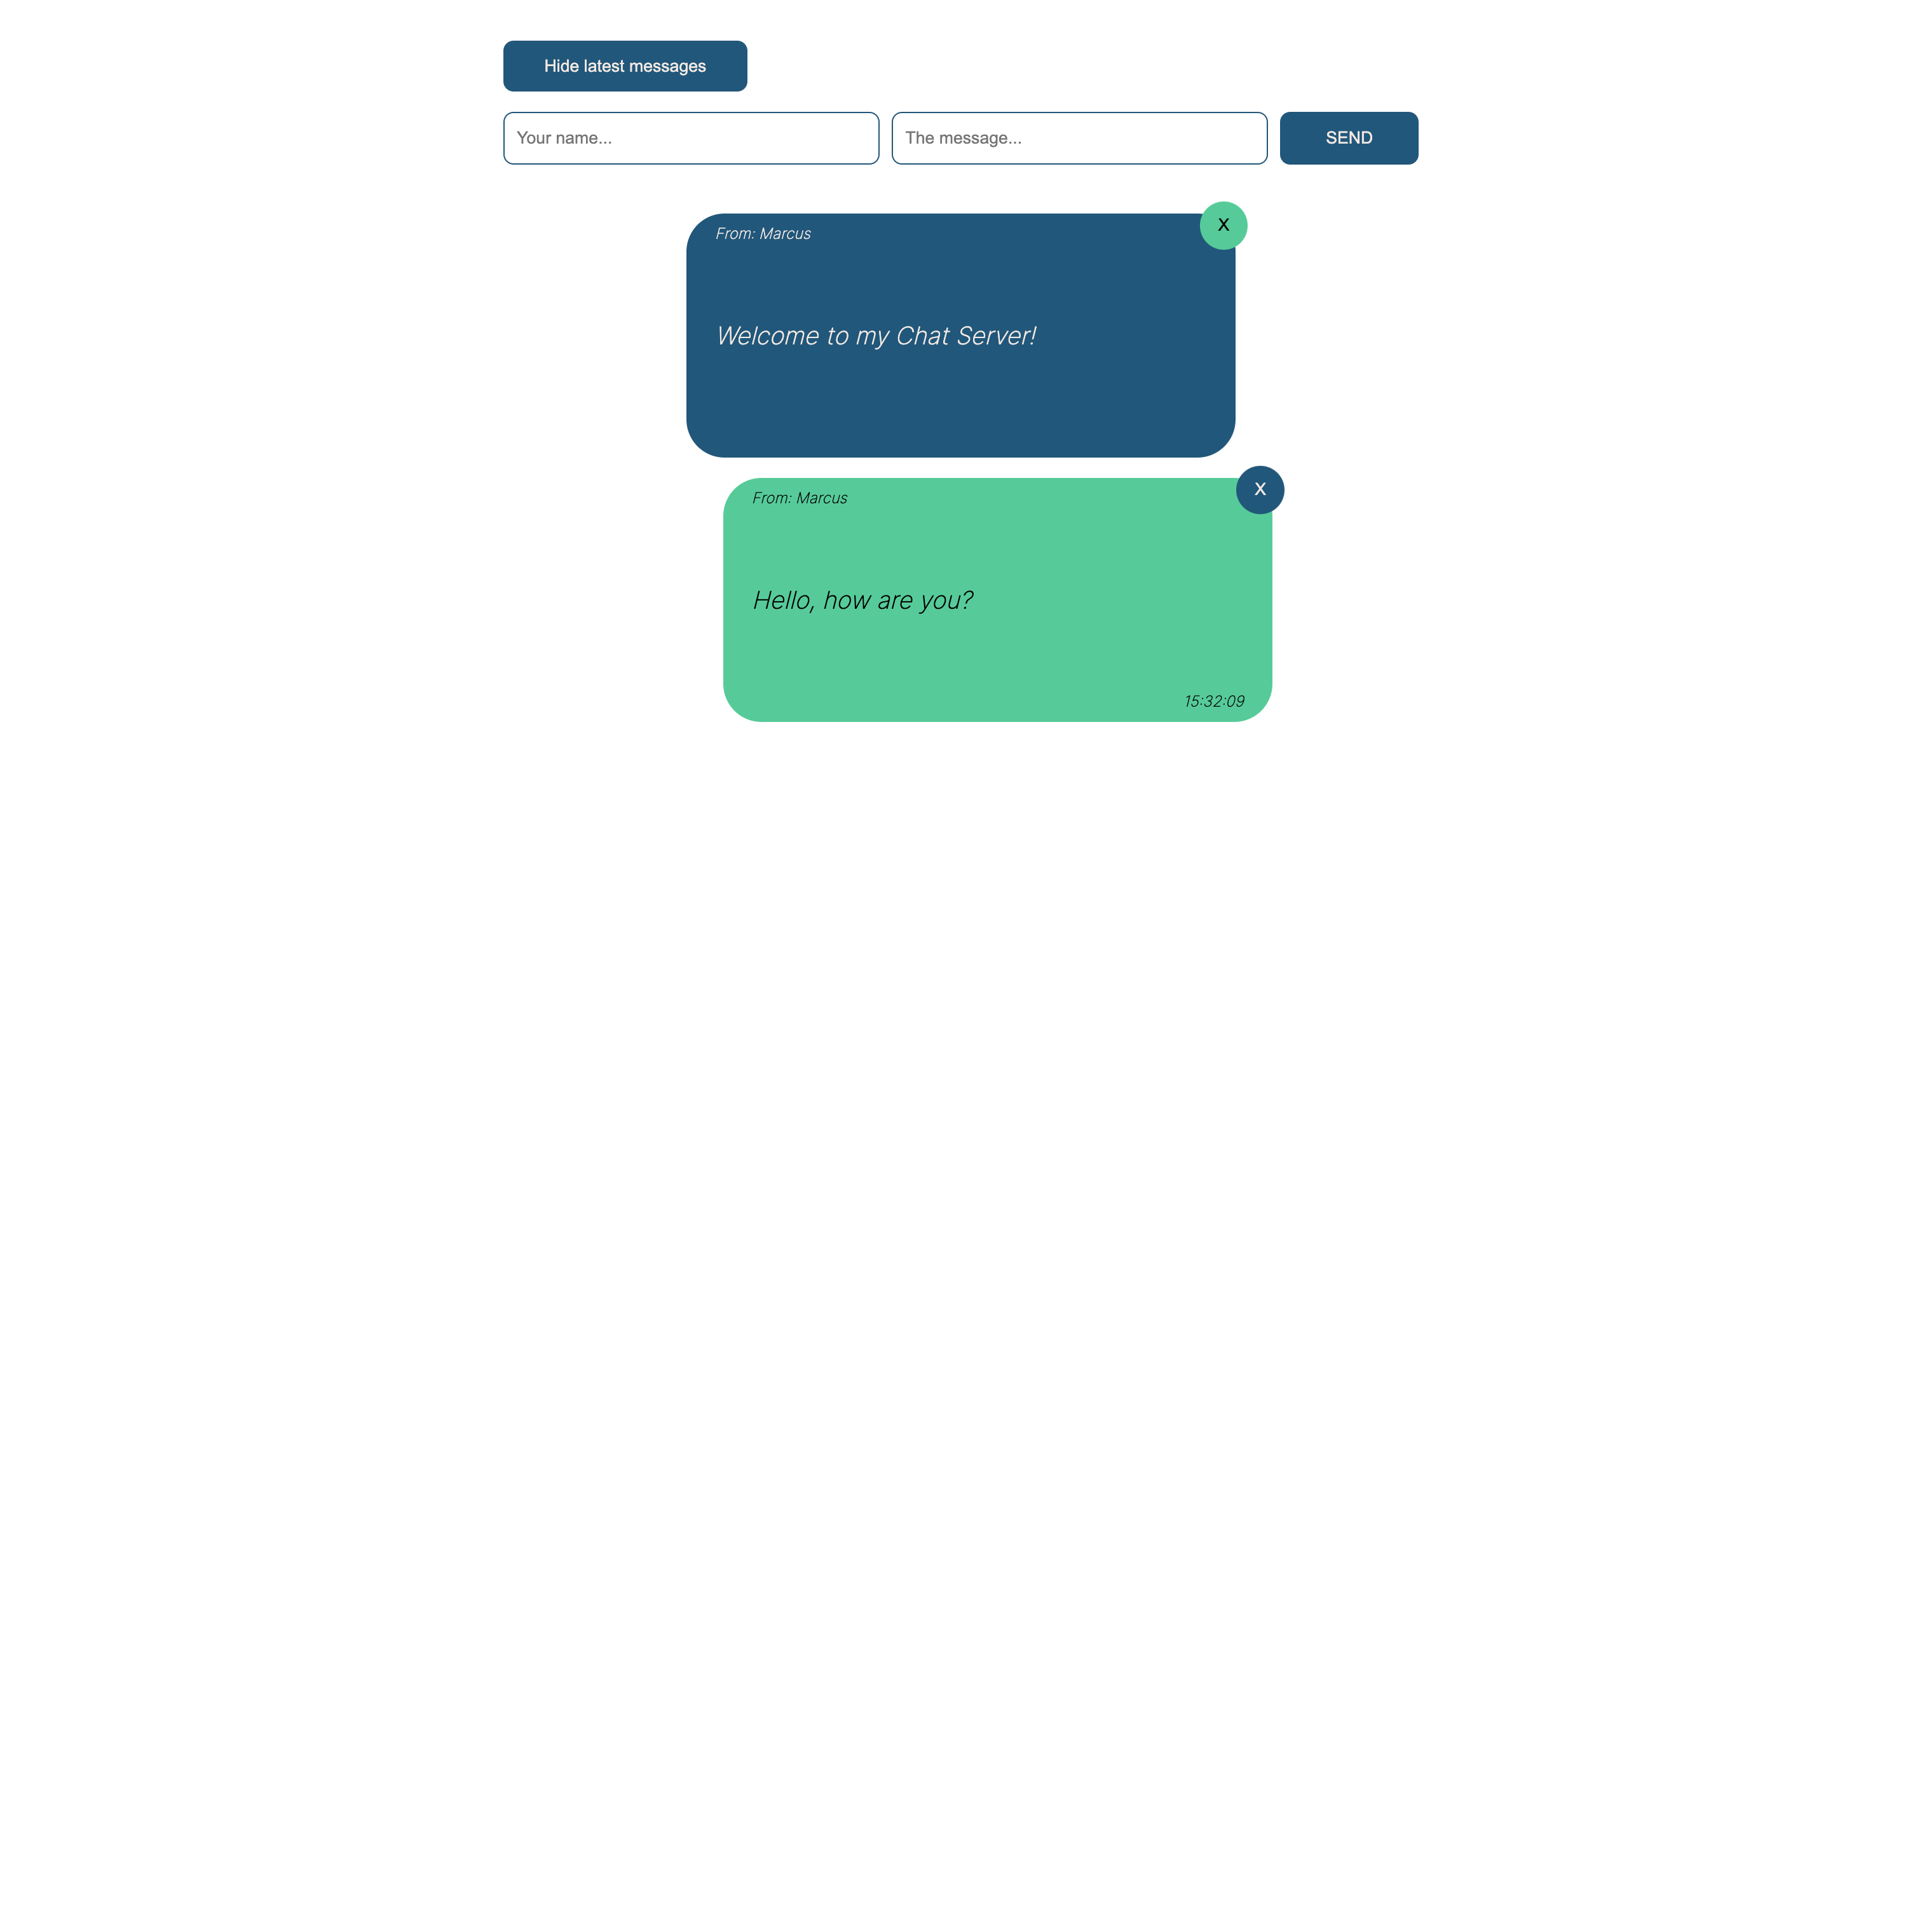 Hide latest messages
Your name...
The message...
SEND
X
From: Marcus
Welcome to my Chat Server!
X
From: Marcus
Hello, how are you?
15:32:09